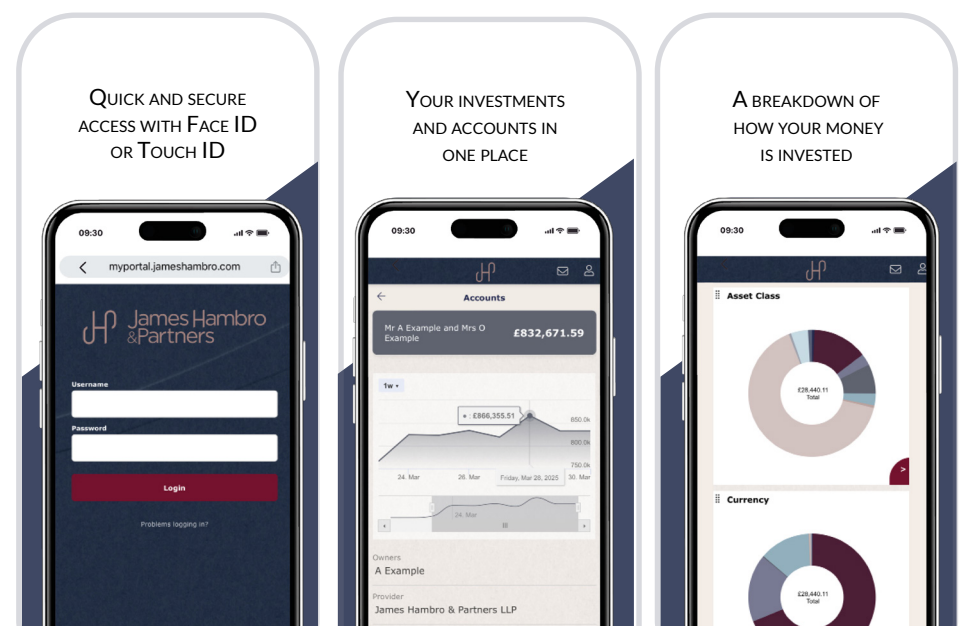 QUICK AND SECURE
ACCESS WITH FACE ID
OR TOUCH ID
09:30
myportal.jameshambro.com
James Hambro
&Partners
Username
Password
Login
Problems logging in?
YOUR INVESTMENTS
AND ACCOUNTS IN
ONE PLACE
09:30
Accounts
Mr A Example and Mrs O
Example
£832,671.59
1w
: £866,355.51
850.0k
800.0k
750.0k
24. Mar
26. Mar
Friday, Mar 28, 2025
30. Mar
24. Mar
Owners
A Example
Provider
James Hambro & Partners LLP
A BREAKDOWN OF
HOW YOUR MONEY
IS INVESTED
09:30
Asset Class
£28,440.11
Total
>
Currency
£28,440.11
Total